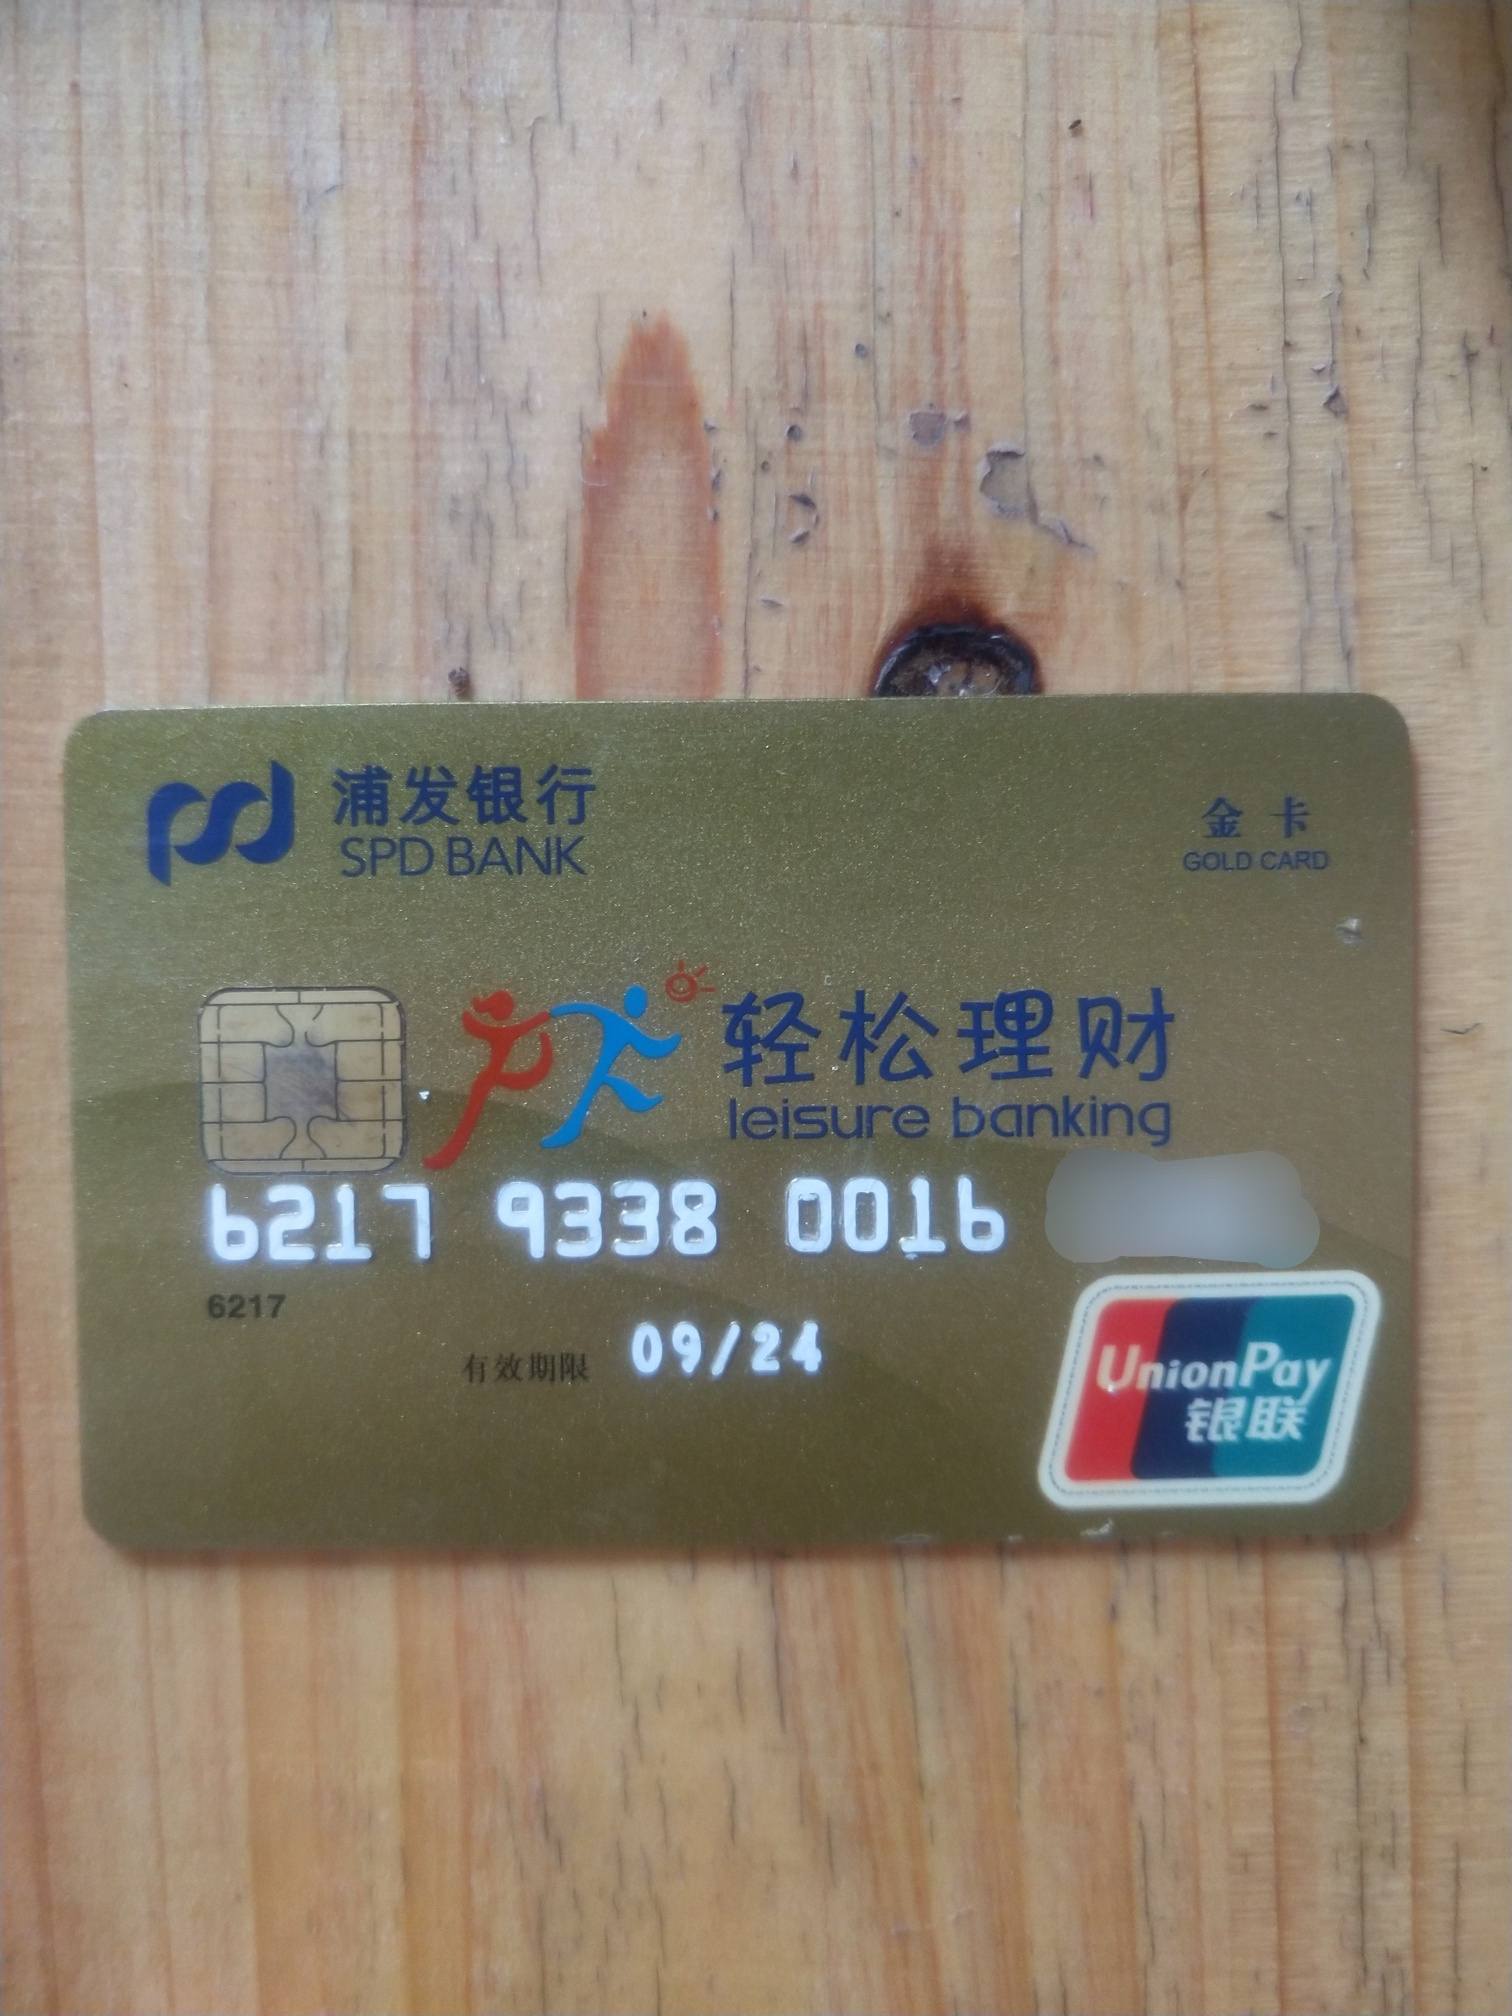 浦发银行
SPD BANK
金卡
GOLD CARD
轻松理财
leisure banking
6217 9338 0016
6217
有效期限 09/24
UnionPay
银联